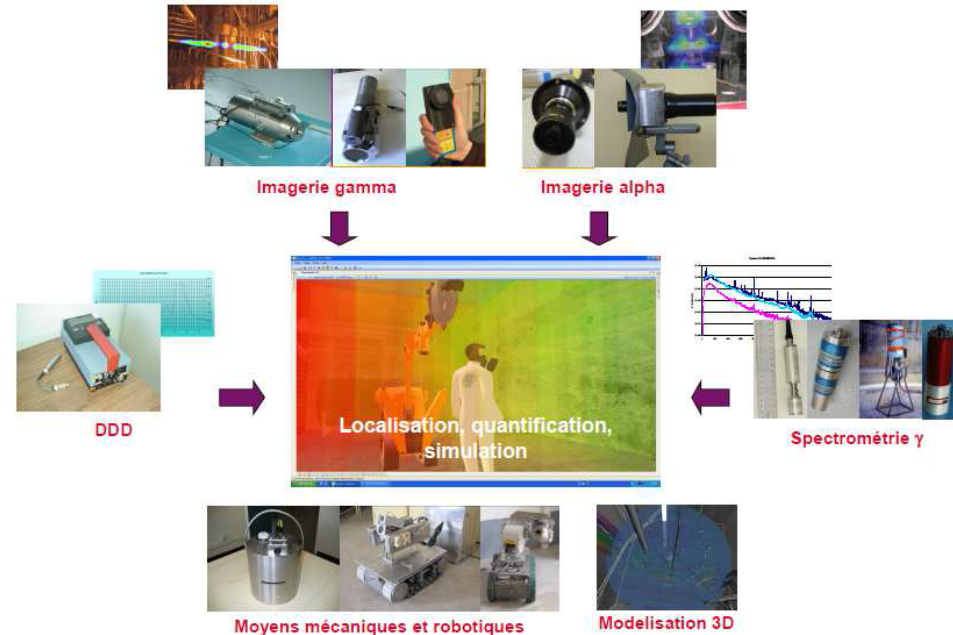 Imagerie gamma
Imagerie alpha
DDD
Localisation, quantification,
simulation
Spectrométrie γ
Moyens mécaniques et robotiques
Modelisation 3D